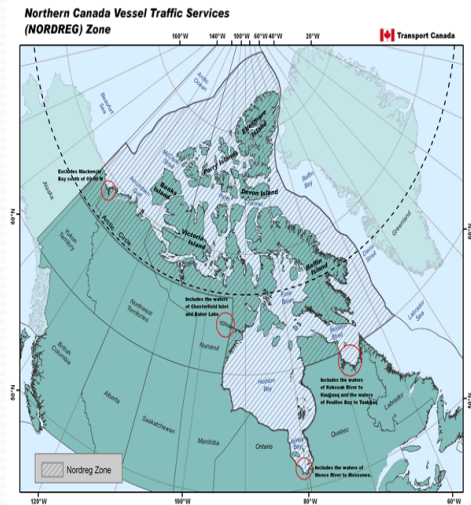 Northern Canada Vessel Traffic Services
(NORDREG) Zone
Transport Canada
160°W 140°W 120°W 100°W 60°W 40°W 20°W
Arctic
Ocean
Beaufort
Sea
Ellesmere
Island
Parry Islands
Excludes Mackenzie
Bay south of
Banks
Island
Devon Island
Baffin
Bay
Alaska
Greenland
60°N
Victoria
Island
Arctic Circle
Baffin
Island
Yukon
Territory
Includes the waters
of Chesterfield Inlet
and Baker Lake
Labrador
Sea
Northwest
Territories
Nunavut
British
Columbia
Hudson
Bay
Includes the waters
of Koksoak River to
Kuujjuaq and the waters
of Feuilles Bay to Tasiujaq
50°N
Alberta
Saskatchewan
Manitoba
Ontario
Quebec
Labrador
Nordreg Zone
Includes the waters of
Moose River to Moosonee.
120°W 100°W 80°W 60°W